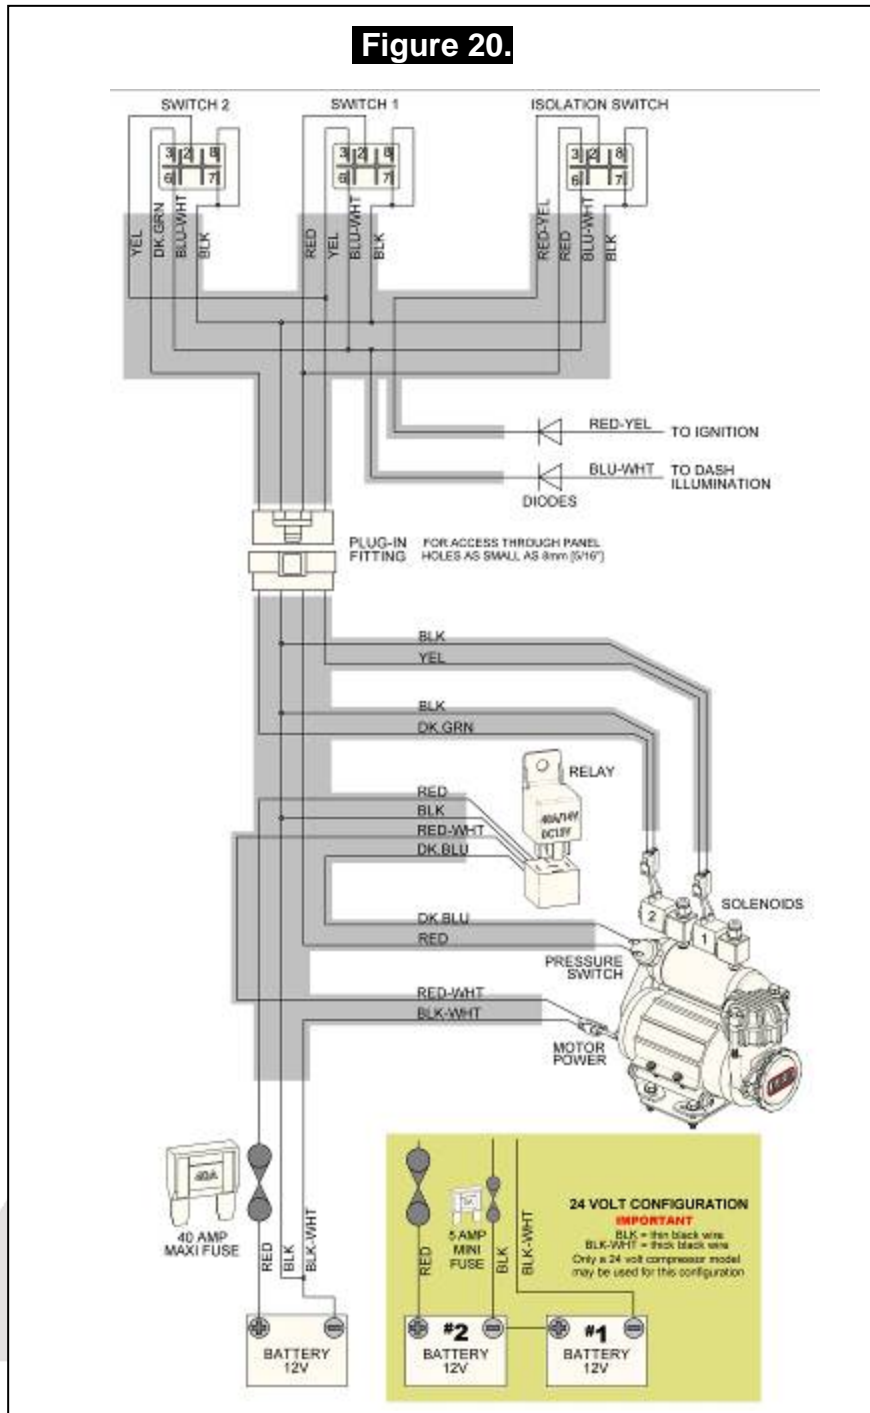 Figure 20.
SWITCH 2
SWITCH 1
ISOLATION SWITCH
3 2 8
6 7
3 2 8
6 7
3 2 8
6 7
YEL
DK.GRN
BLU-WHT
BLK
RED
YEL
BLU-WHT
BLK
RED-YEL
RED
BLU-WHT
BLK
RED-YEL
TO IGNITION
BLU-WHT
TO DASH
ILLUMINATION
DIODES
PLUG-IN
FITTING
FOR ACCESS THROUGH PANEL
HOLES AS SMALL AS 8mm [5/16"]
BLK
YEL
BLK
DK.GRN
RELAY
40A/14V
DC12V
RED
BLK
RED-WHT
DK.BLU
SOLENOIDS
2
1
DK.BLU
RED
PRESSURE
SWITCH
RED-WHT
BLK-WHT
MOTOR
POWER
40A
40 AMP
MAXI FUSE
RED
BLK
BLK-WHT
BATTERY
12V
RED
5 AMP
MINI
FUSE
BLK
BLK-WHT
24 VOLT CONFIGURATION
IMPORTANT
BLK = thin black wire
BLK-WHT = thick black wire
Only a 24 volt compressor model
may be used for this configuration
#2
BATTERY
12V
#1
BATTERY
12V